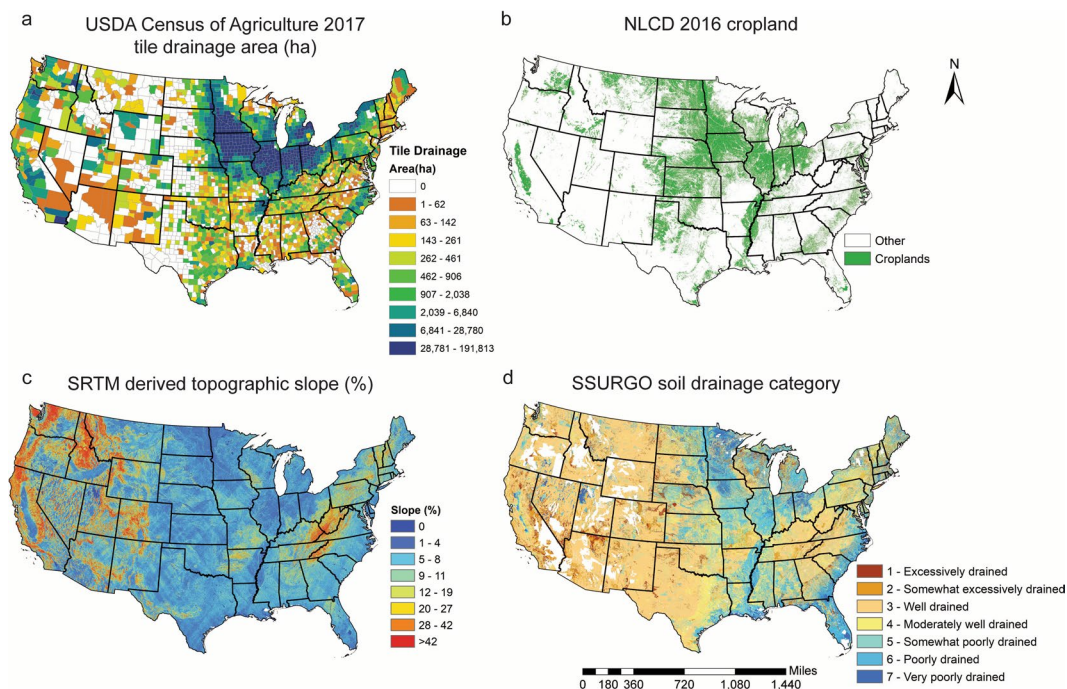 a
USDA Census of Agriculture 2017
tile drainage area (ha)
Tile Drainage
Area(ha)
0
1 - 62
63 - 142
143 - 261
262 - 461
462 - 906
907 - 2,038
2,039 - 6,840
6,841 - 28,780
28,781 - 191,813
b
NLCD 2016 cropland
N
Other
Croplands
c
SRTM derived topographic slope (%)
Slope (%)
0
1 - 4
5 - 8
9 - 11
12 - 19
20 - 27
28 - 42
>42
d
SSURGO soil drainage category
1 - Excessively drained
2 - Somewhat excessively drained
3 - Well drained
4 - Moderately well drained
5 - Somewhat poorly drained
6 - Poorly drained
7 - Very poorly drained
Miles
0 180 360 720 1.080 1.440